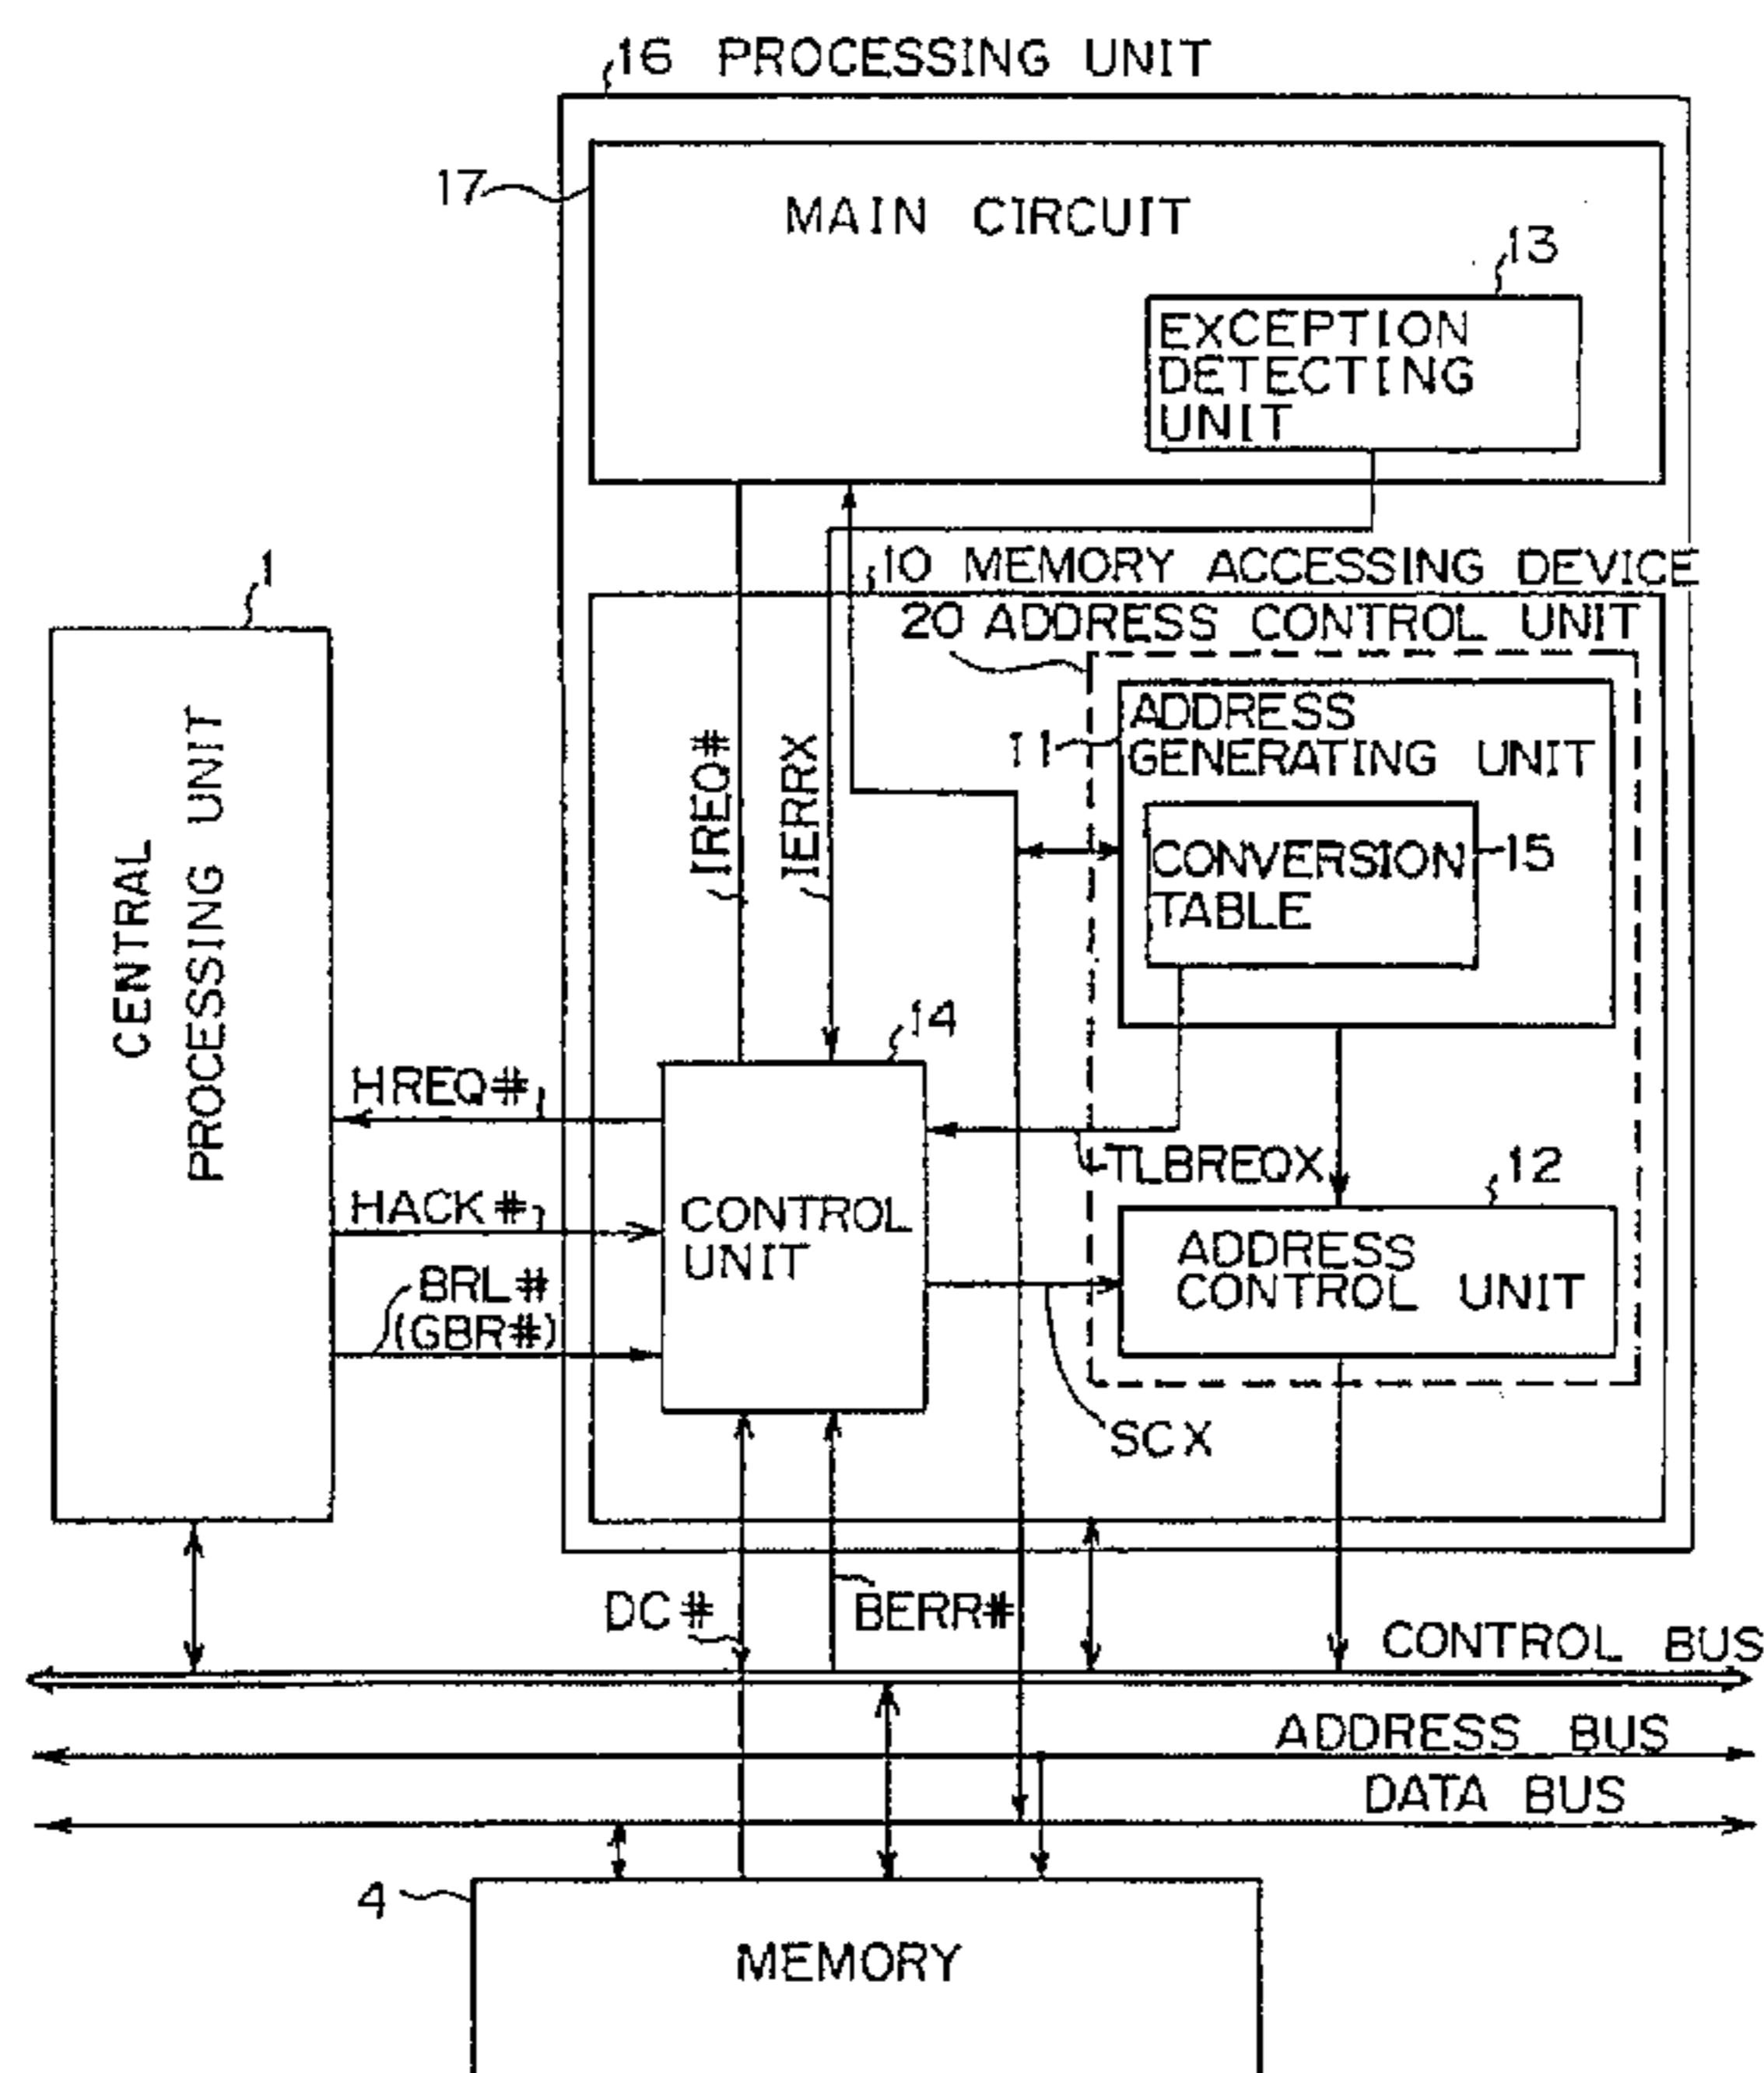 16 PROCESSING UNIT
17
MAIN CIRCUIT
13
EXCEPTION
DETECTING
UNIT
10 MEMORY ACCESSING DEVICE
20 ADDRESS CONTROL UNIT
1
CENTRAL
PROCESSING UNIT
IREQ#
IERRX
11
ADDRESS
GENERATING UNIT
CONVERSION
TABLE
15
14
HREQ#
HACK#
BRL#
(GBR#)
CONTROL
UNIT
TLBREQX
12
ADDRESS
CONTROL UNIT
SCX
DC#
BERR#
CONTROL BUS
ADDRESS BUS
DATA BUS
4
MEMORY